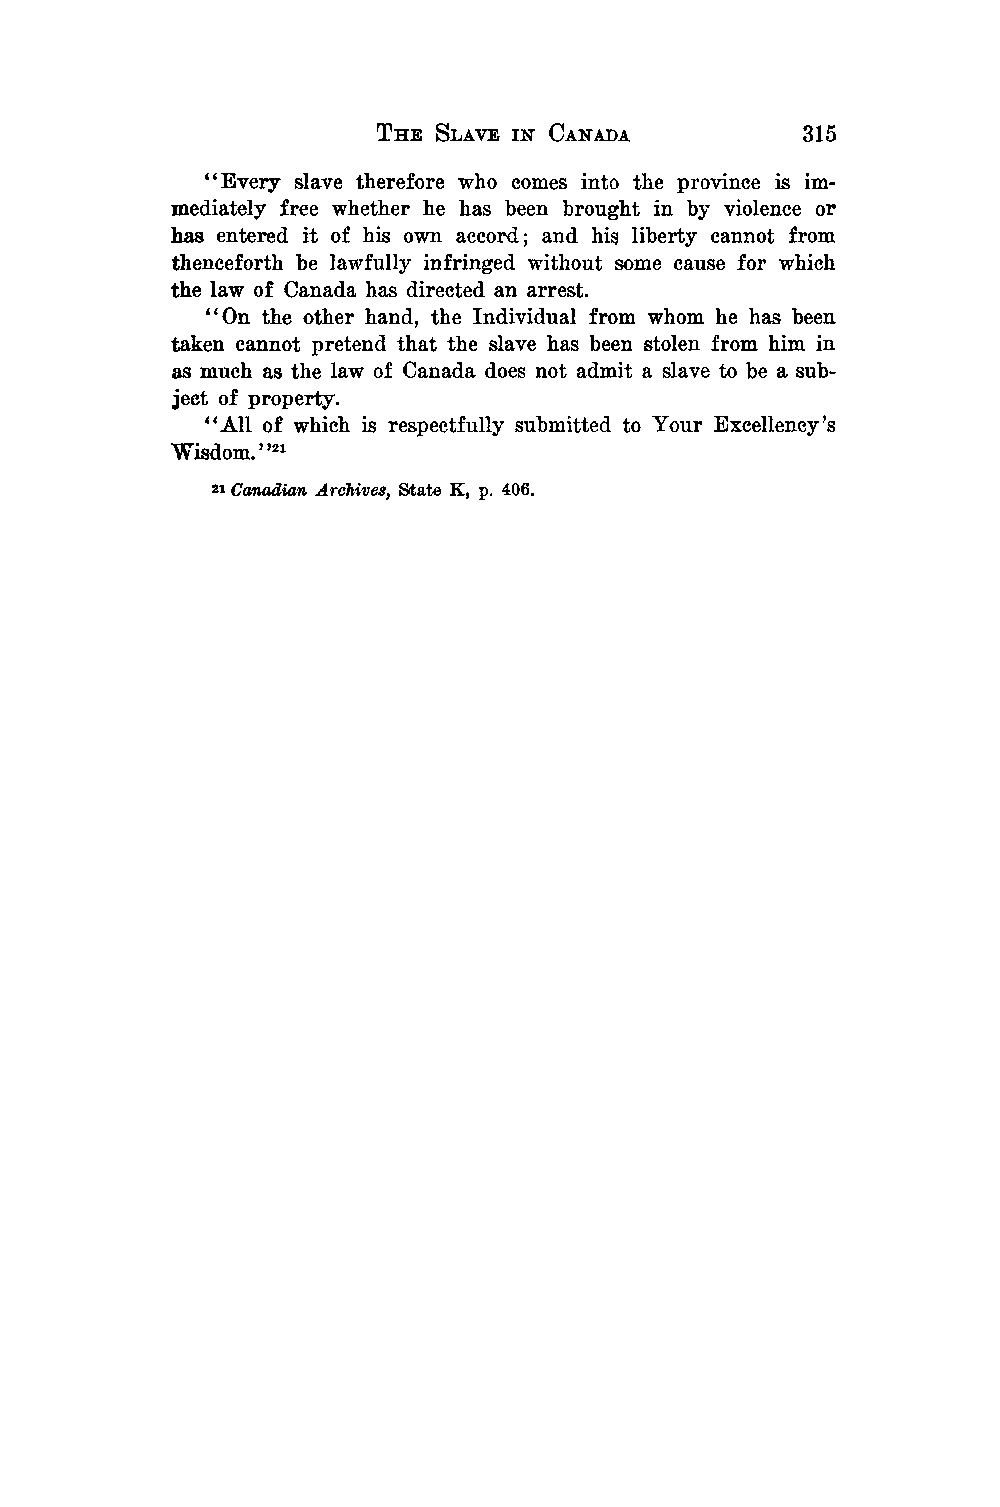 THE SLAVE IN CANADA 315
“Every slave therefore who comes into the province is im-
mediately free whether he has been brought in by violence or
has entered it of his own accord; and his liberty cannot from
thenceforth be lawfully infringed without some cause for which
the law of Canada has directed an arrest.
“On the other hand, the Individual from whom he has been
taken cannot pretend that the slave has been stolen from him in
as much as the law of Canada does not admit a slave to be a sub-
ject of property.
“All of which is respectfully submitted to Your Excellency’s
Wisdom.”21
21 Canadian Archives, State K, p. 406.